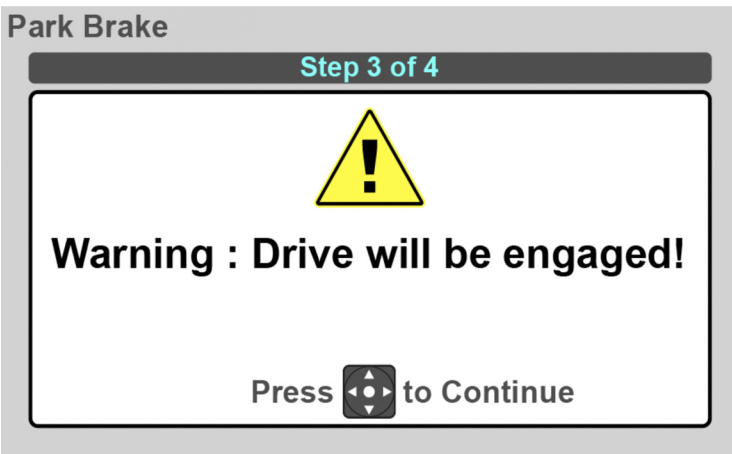 Park Brake
Step 3 of 4
!
Warning : Drive will be engaged!
Press to Continue